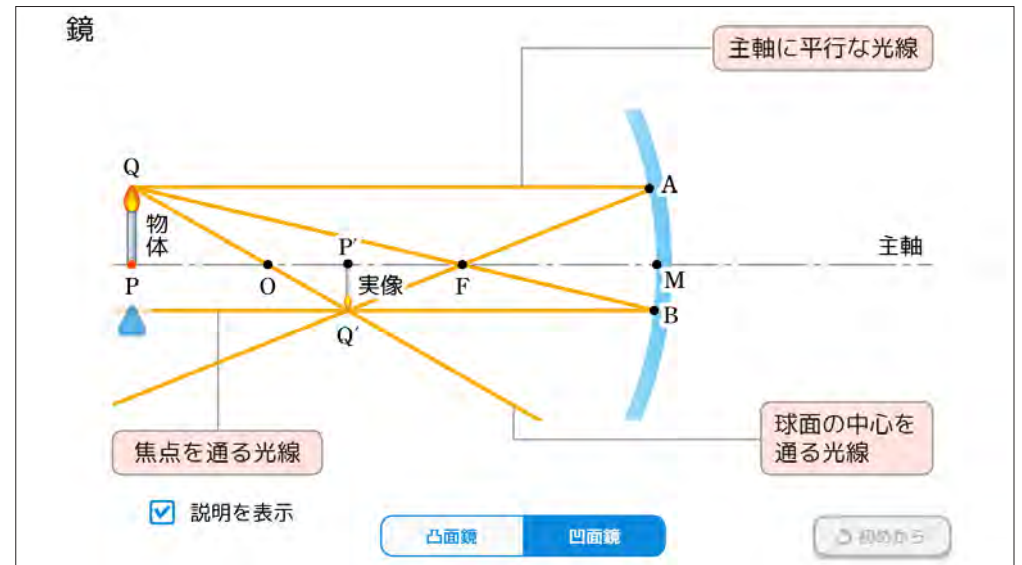 鏡
主軸に平行な光線
Q
A
物
体
P′
主軸
P
O
実像
F
M
B
Q′
焦点を通る光線
球面の中心を
通る光線
説明を表示
凸面鏡
凹面鏡
初めから